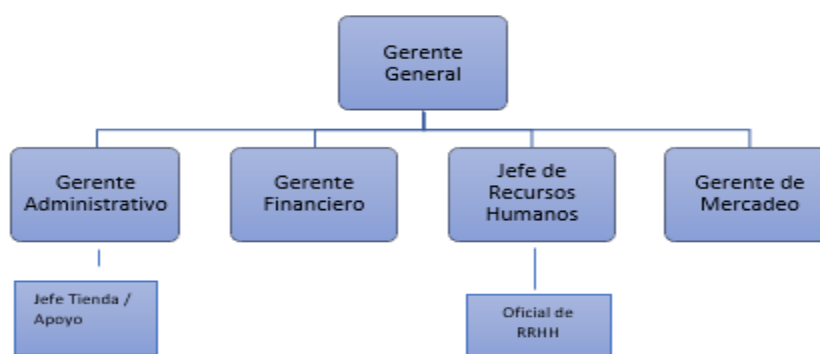 Gerente
General
Gerente
Administrativo
Gerente
Financiero
Jefe de
Recursos
Humanos
Gerente de
Mercadeo
Jefe Tienda /
Apoyo
Oficial de
RRHH